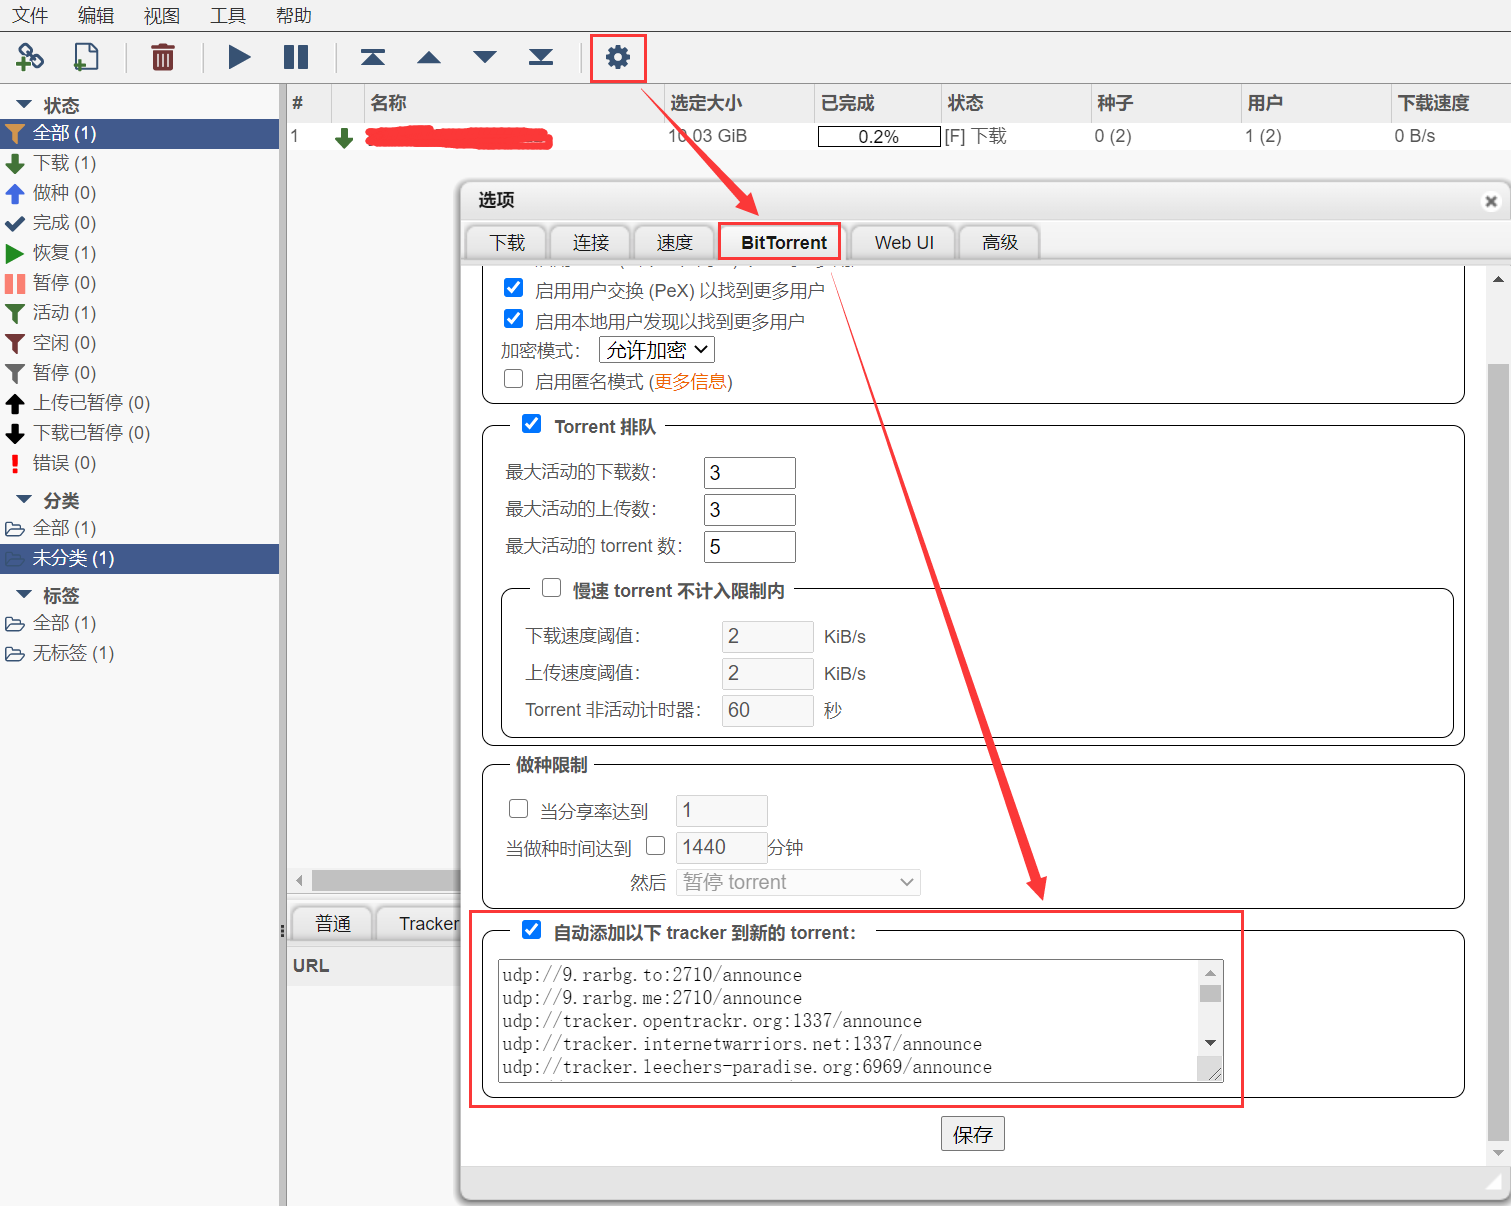 文件 编辑 视图 工具 帮助
# 名称 选定大小 已完成 状态 种子 用户 下载速度
1 10.03 GiB 0.2% [F] 下载 0 (2) 1 (2) 0 B/s
状态
全部 (1)
下载 (1)
做种 (0)
完成 (0)
恢复 (1)
暂停 (0)
活动 (1)
空闲 (0)
暂停 (0)
上传已暂停 (0)
下载已暂停 (0)
错误 (0)
分类
全部 (1)
未分类 (1)
标签
全部 (1)
无标签 (1)
选项
下载 连接 速度 BitTorrent Web UI 高级
启用用户交换 (PeX) 以找到更多用户
启用本地用户发现以找到更多用户
加密模式： 允许加密
启用匿名模式 (更多信息)
Torrent 排队
最大活动的下载数： 3
最大活动的上传数： 3
最大活动的 torrent 数： 5
慢速 torrent 不计入限制内
下载速度阈值： 2 KiB/s
上传速度阈值： 2 KiB/s
Torrent 非活动计时器： 60 秒
做种限制
当分享率达到 1
当做种时间达到 1440 分钟
然后 暂停 torrent
自动添加以下 tracker 到新的 torrent：
udp://9.rarbg.to:2710/announce
udp://9.rarbg.me:2710/announce
udp://tracker.opentrackr.org:1337/announce
udp://tracker.internetwarriors.net:1337/announce
udp://tracker.leechers-paradise.org:6969/announce
保存
普通 Tracker
URL